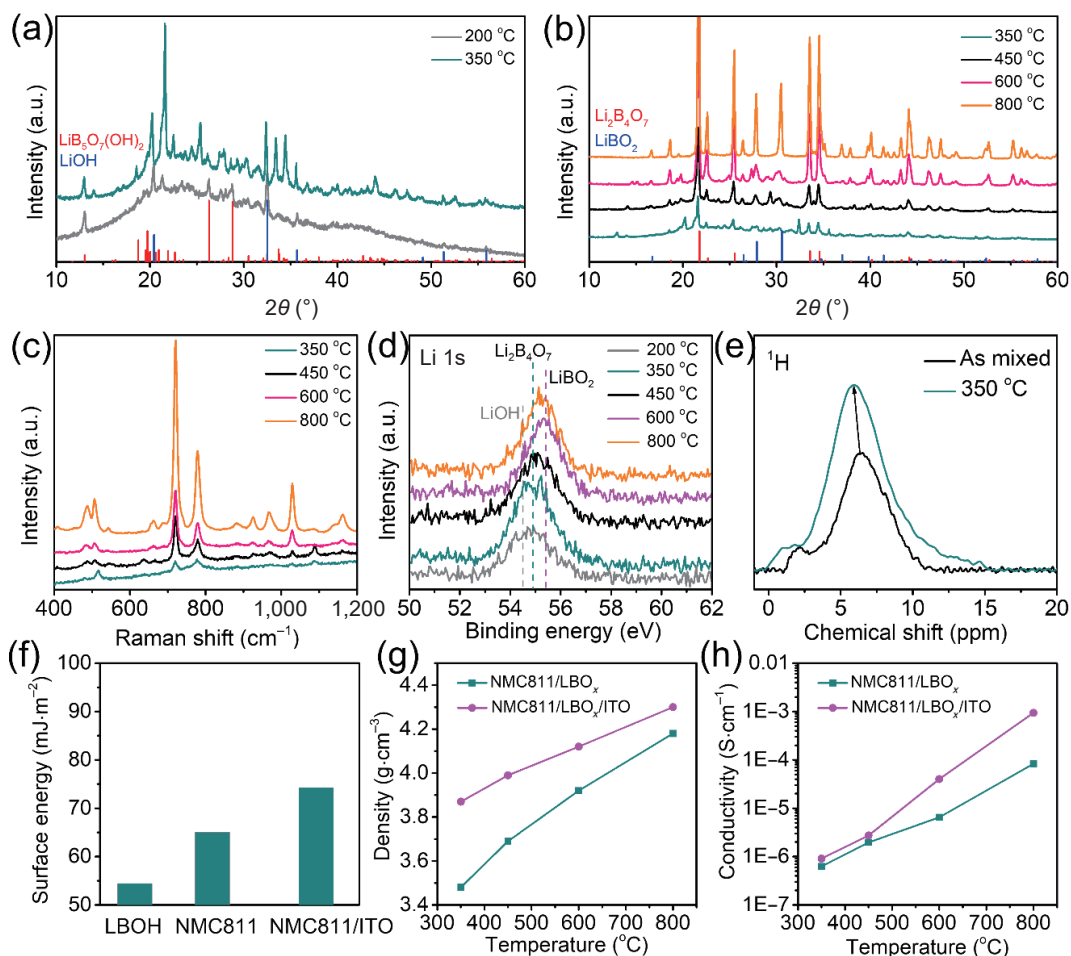 (a)
200 °C
350 °C
LiB₅O₇(OH)₂
LiOH
Intensity (a.u.)
10 20 30 40 50 60
2θ (°)
(b)
350 °C
450 °C
600 °C
800 °C
Li₂B₄O₇
LiBO₂
Intensity (a.u.)
10 20 30 40 50 60
2θ (°)
(c)
350 °C
450 °C
600 °C
800 °C
Intensity (a.u.)
400 600 800 1,000 1,200
Raman shift (cm⁻¹)
(d)
Li 1s
Li₂B₄O₇
LiBO₂
LiOH
200 °C
350 °C
450 °C
600 °C
800 °C
Intensity (a.u.)
50 52 54 56 58 60 62
Binding energy (eV)
(e)
¹H
As mixed
350 °C
Intensity (a.u.)
0 5 10 15 20
Chemical shift (ppm)
(f)
Surface energy (mJ·m⁻²)
100
90
80
70
60
50
LBOH NMC811 NMC811/ITO
(g)
NMC811/LBOₓ
NMC811/LBOₓ/ITO
Density (g·cm⁻³)
4.4
4.2
4.0
3.8
3.6
3.4
300 400 500 600 700 800
Temperature (°C)
(h)
NMC811/LBOₓ
NMC811/LBOₓ/ITO
Conductivity (S·cm⁻¹)
0.01
1E−3
1E−4
1E−5
1E−6
1E−7
300 400 500 600 700 800
Temperature (°C)